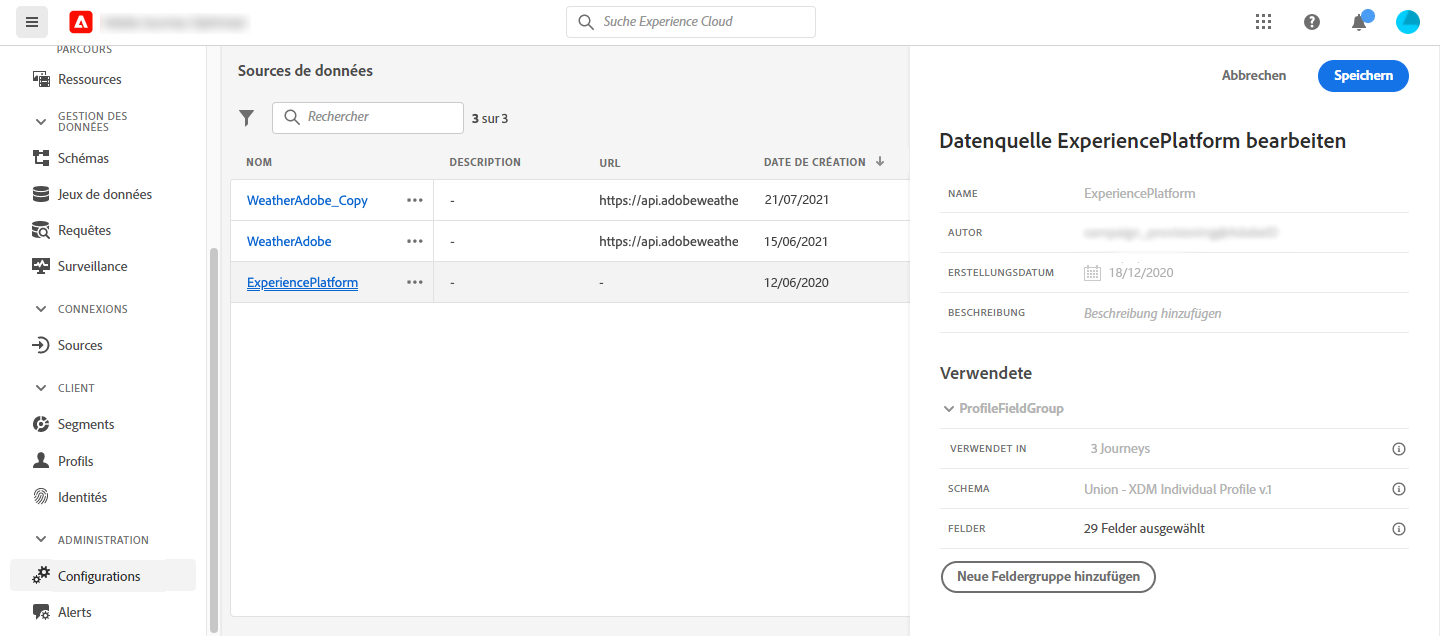 Suche Experience Cloud
PARCOURS
Ressources
GESTION DES
DONNÉES
Schémas
Jeux de données
Requêtes
Surveillance
CONNEXIONS
Sources
CLIENT
Segments
Profils
Identités
ADMINISTRATION
Configurations
Alerts
Sources de données
Rechercher
3 sur 3
NOM DESCRIPTION URL DATE DE CRÉATION
WeatherAdobe_Copy ••• - https://api.adobeweathe 21/07/2021
WeatherAdobe ••• - https://api.adobeweathe 15/06/2021
ExperiencePlatform ••• - - 12/06/2020
Abbrechen
Speichern
Datenquelle ExperiencePlatform bearbeiten
NAME ExperiencePlatform
AUTOR
ERSTELLUNGSDATUM 18/12/2020
BESCHREIBUNG Beschreibung hinzufügen
Verwendete
ProfileFieldGroup
VERWENDET IN 3 Journeys
SCHEMA Union - XDM Individual Profile v.1
FELDER 29 Felder ausgewählt
Neue Feldergruppe hinzufügen